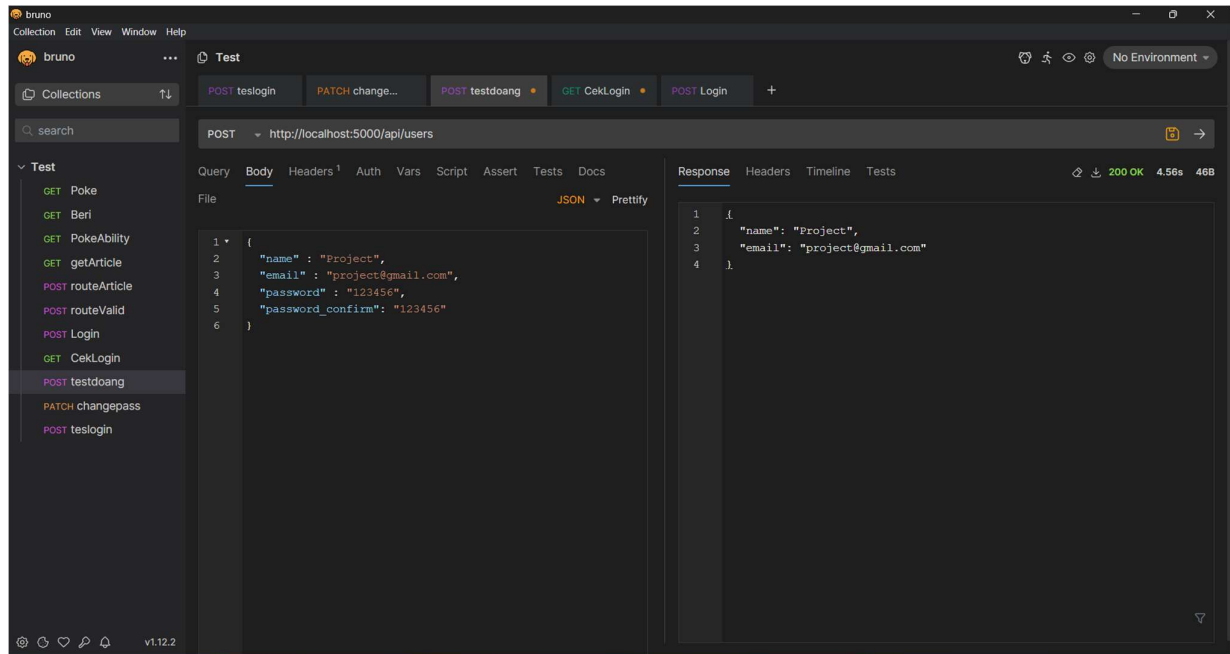 bruno
Collection Edit View Window Help
bruno ...
Test
No Environment
Collections
POST teslogin PATCH change... POST testdoang GET CekLogin POST Login +
search
POST http://localhost:5000/api/users
Test
GET Poke
GET Beri
GET PokeAbility
GET getArticle
POST routeArticle
POST routeValid
POST Login
GET CekLogin
POST testdoang
PATCH changepass
POST teslogin
Query Body Headers 1 Auth Vars Script Assert Tests Docs
File JSON Prettify
1 {
2 "name" : "Project",
3 "email" : "project@gmail.com",
4 "password" : "123456",
5 "password_confirm": "123456"
6 }
Response Headers Timeline Tests 200 OK 4.56s 46B
1 {
2 "name": "Project",
3 "email": "project@gmail.com"
4 }
v1.12.2